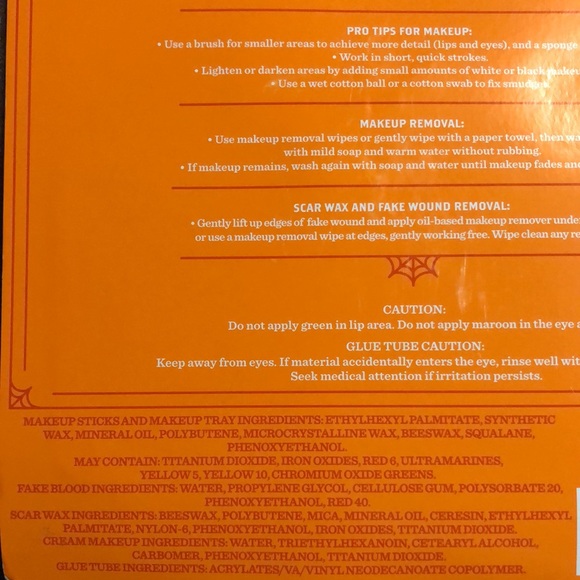 PRO TIPS FOR MAKEUP:
• Use a brush for smaller areas to achieve more detail (lips and eyes), and a sponge
• Work in short, quick strokes.
• Lighten or darken areas by adding small amounts of white or black makeu
• Use a wet cotton ball or a cotton swab to fix smudges
MAKEUP REMOVAL:
• Use makeup removal wipes or gently wipe with a paper towel, then wa
with mild soap and warm water without rubbing.
• If makeup remains, wash again with soap and water until makeup fades and
SCAR WAX AND FAKE WOUND REMOVAL:
• Gently lift up edges of fake wound and apply oil-based makeup remover unde
or use a makeup removal wipe at edges, gently working free. Wipe clean any re
CAUTION:
Do not apply green in lip area. Do not apply maroon in the eye a
GLUE TUBE CAUTION:
Keep away from eyes. If material accidentally enters the eye, rinse well wit
Seek medical attention if irritation persists.
MAKEUP STICKS AND MAKEUP TRAY INGREDIENTS: ETHYLHEXYL PALMITATE, SYNTHETIC
WAX, MINERAL OIL, POLYBUTENE, MICROCRYSTALLINE WAX, BEESWAX, SQUALANE,
PHENOXYETHANOL.
MAY CONTAIN: TITANIUM DIOXIDE, IRON OXIDES, RED 6, ULTRAMARINES,
YELLOW 5, YELLOW 10, CHROMIUM OXIDE GREENS.
FAKE BLOOD INGREDIENTS: WATER, PROPYLENE GLYCOL, CELLULOSE GUM, POLYSORBATE 20,
PHENOXYETHANOL, RED 40.
SCAR WAX INGREDIENTS: BEESWAX, POLYBUTENE, MICA, MINERAL OIL, CERESIN, ETHYLHEXYL
PALMITATE, NYLON-6, PHENOXYETHANOL, IRON OXIDES, TITANIUM DIOXIDE.
CREAM MAKEUP INGREDIENTS: WATER, TRIETHYLHEXANOIN, CETEARYL ALCOHOL,
CARBOMER, PHENOXYETHANOL, TITANIUM DIOXIDE.
GLUE TUBE INGREDIENTS: ACRYLATES/VA/VINYL NEODECANOATE COPOLYMER.